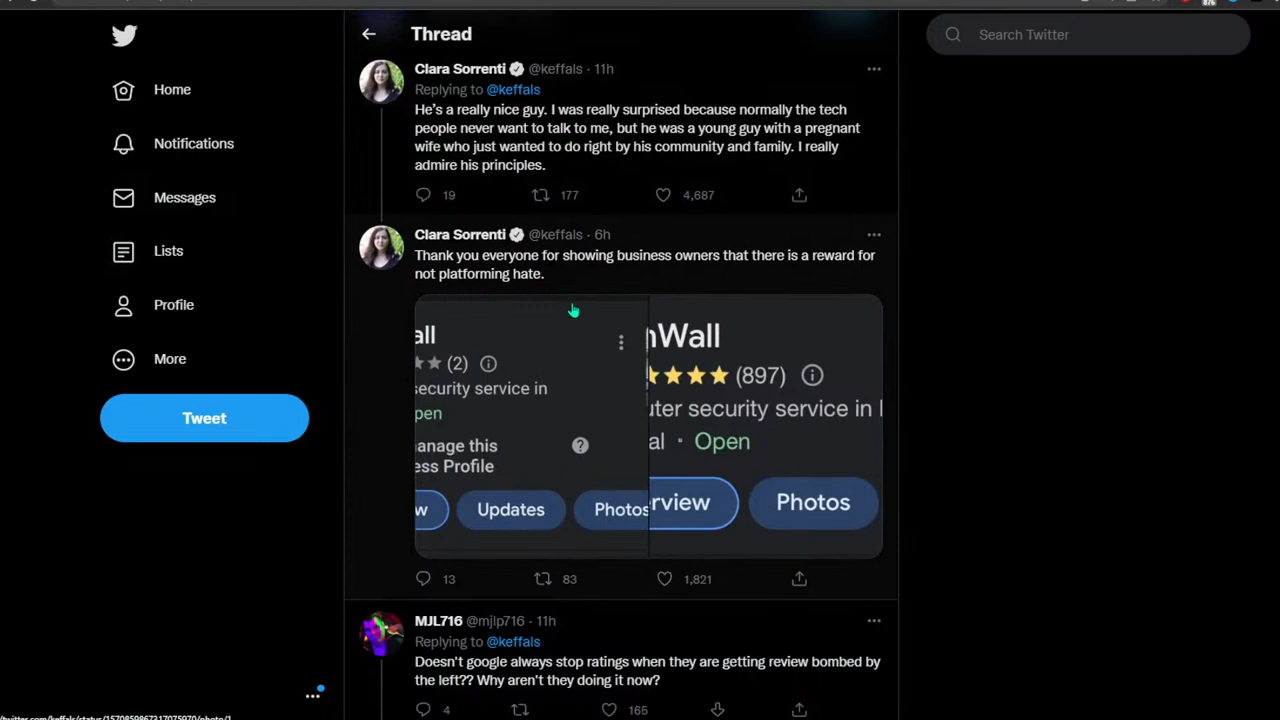 876
Thread
Search Twitter
Home
Notifications
Messages
Lists
Profile
More
Tweet
Clara Sorrenti @keffals · 11h
Replying to @keffals
He's a really nice guy. I was really surprised because normally the tech
people never want to talk to me, but he was a young guy with a pregnant
wife who just wanted to do right by his community and family. I really
admire his principles.
19 177 4,687
Clara Sorrenti @keffals · 6h
Thank you everyone for showing business owners that there is a reward for
not platforming hate.
all
(2)
security service in
pen
anage this
ess Profile
w Updates Photos
nWall
(897)
uter security service in
al · Open
rview Photos
13 83 1,821
MJL716 @mjlp716 · 11h
Replying to @keffals
Doesn't google always stop ratings when they are getting review bombed by
the left?? Why aren't they doing it now?
4 165